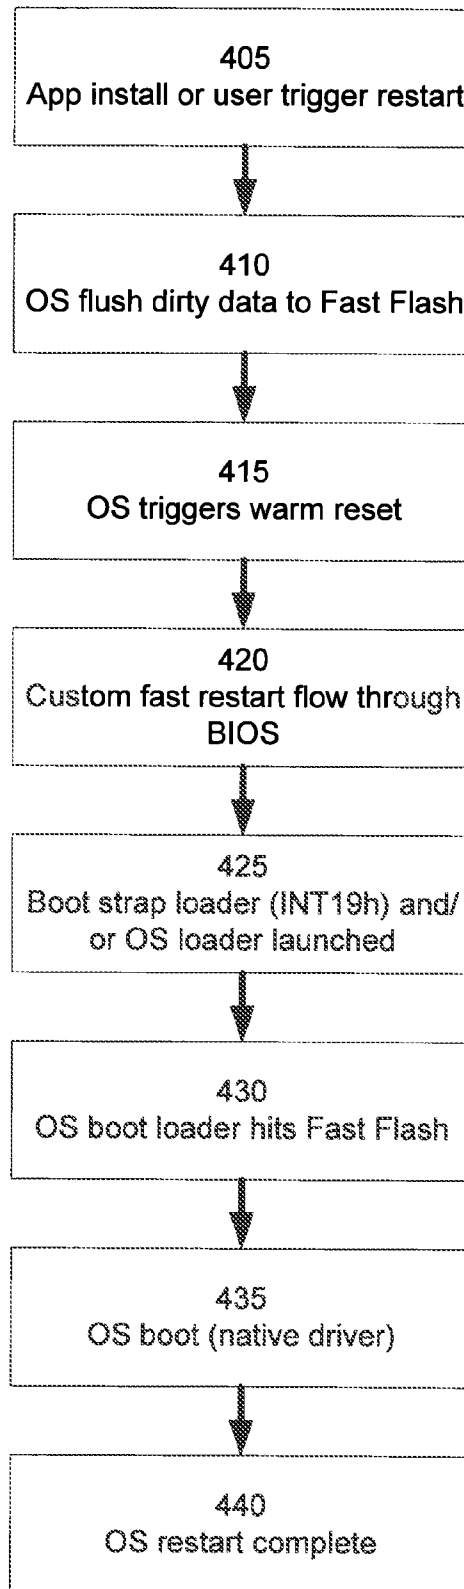 405
App install or user trigger restart
410
OS flush dirty data to Fast Flash
415
OS triggers warm reset
420
Custom fast restart flow through
BIOS
425
Boot strap loader (INT19h) and/
or OS loader launched
430
OS boot loader hits Fast Flash
435
OS boot (native driver)
440
OS restart complete